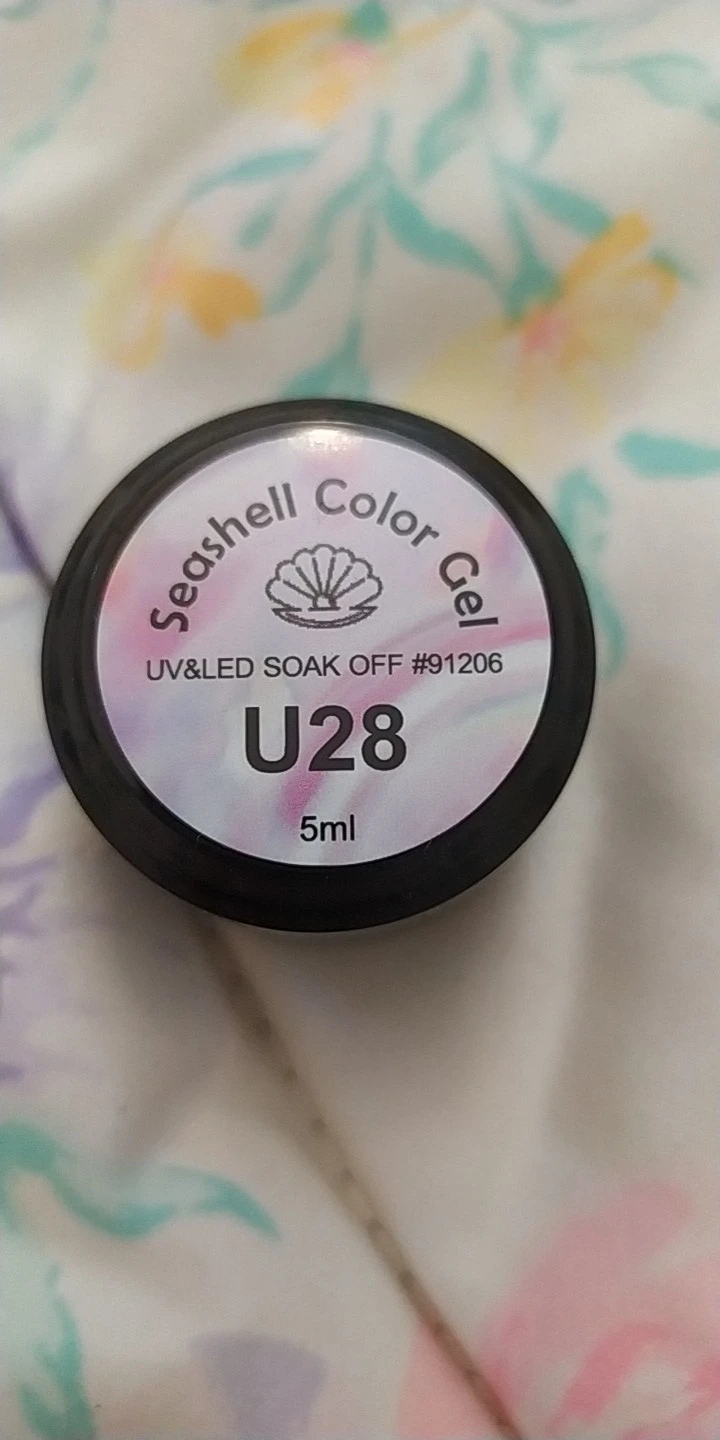 Seashell Color Gel
UV&LED SOAK OFF #91206
U28
5ml